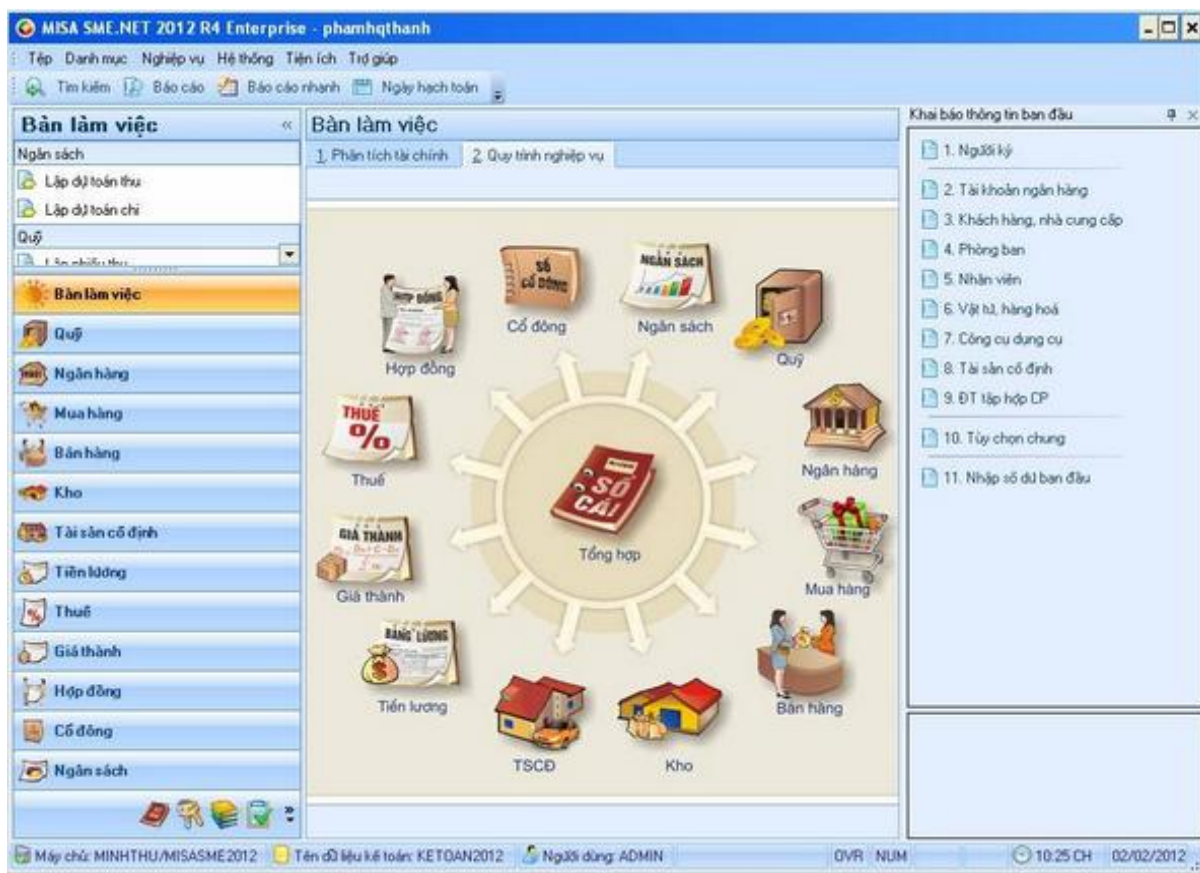 MISA SME.NET 2012 R4 Enterprise - phamhqthanh
Tệp Danh mục Nghiệp vụ Hệ thống Tiện ích Trợ giúp
Tìm kiếm Báo cáo Báo cáo nhanh Ngày hạch toán
Bàn làm việc «
Ngân sách
Lập dự toán thu
Lập dự toán chi
Quỹ
Lập phiếu thu
Bàn làm việc
Quỹ
Ngân hàng
Mua hàng
Bán hàng
Kho
Tài sản cố định
Tiền lương
Thuế
Giá thành
Hợp đồng
Cổ đông
Ngân sách
Bàn làm việc
1. Phân tích tài chính 2. Quy trình nghiệp vụ
HỢP ĐỒNG
Hợp đồng
SỔ
CỔ ĐÔNG
Cổ đông
NGÂN SÁCH
Ngân sách
Quỹ
THUẾ
%
Thuế
Ngân hàng
SỔ
CÁI
Tổng hợp
GIÁ THÀNH
Giá thành
Mua hàng
BẢNG LƯƠNG
Tiền lương
Bán hàng
TSCĐ
Kho
Khai báo thông tin ban đầu
1. Người ký
2. Tài khoản ngân hàng
3. Khách hàng, nhà cung cấp
4. Phòng ban
5. Nhân viên
6. Vật tư, hàng hoá
7. Công cụ dụng cụ
8. Tài sản cố định
9. ĐT tập hợp CP
10. Tùy chọn chung
11. Nhập số dư ban đầu
Máy chủ: MINHTHU/MISASME2012 Tên dữ liệu kế toán: KETOAN2012 Người dùng: ADMIN OVR NUM 10:25 CH 02/02/2012